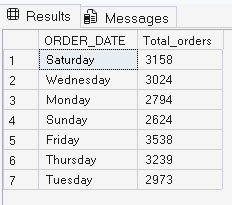 Results Messages
ORDER_DATE Total_orders
1 Saturday 3158
2 Wednesday 3024
3 Monday 2794
4 Sunday 2624
5 Friday 3538
6 Thursday 3239
7 Tuesday 2973